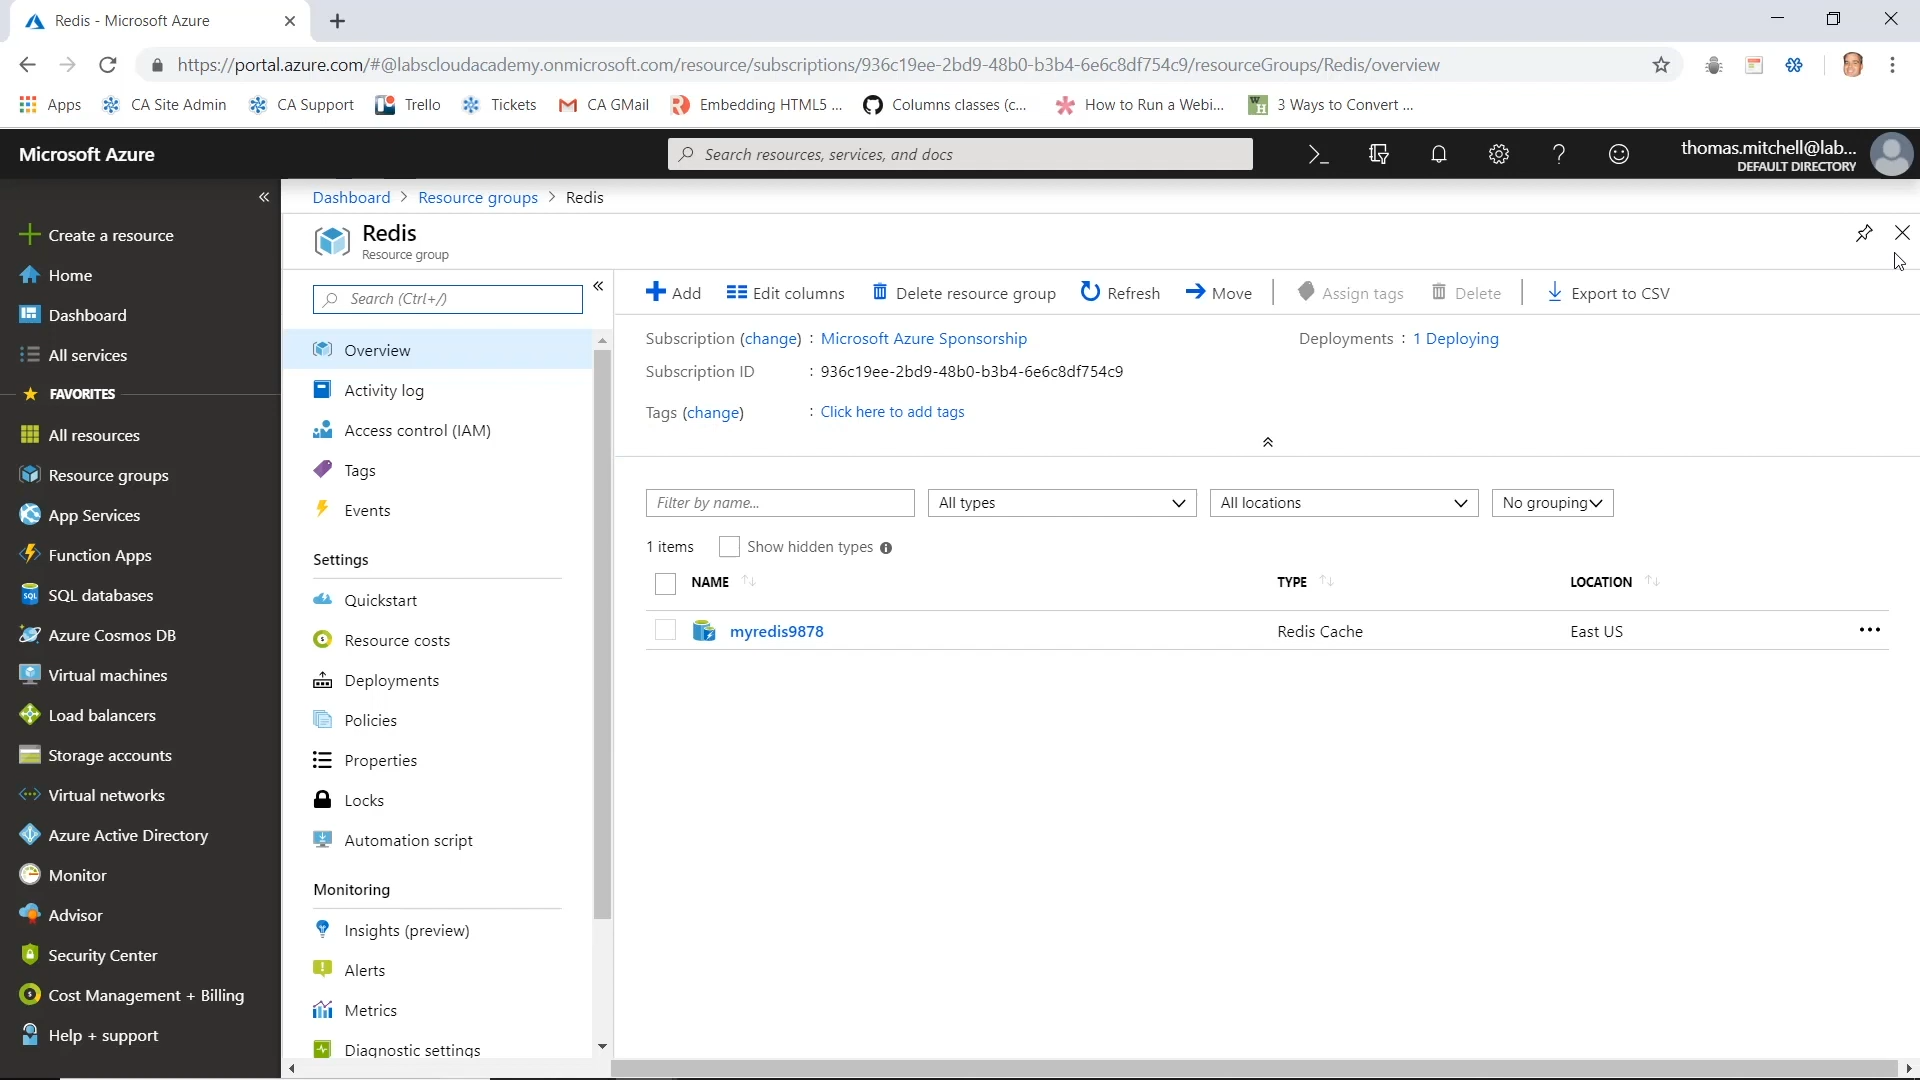 Redis - Microsoft Azure
https://portal.azure.com/#@labscloudacademy.onmicrosoft.com/resource/subscriptions/936c19ee-2bd9-48b0-b3b4-6e6c8df754c9/resourceGroups/Redis/overview
Apps
CA Site Admin
CA Support
Trello
Tickets
CA GMail
Embedding HTML5 ...
Columns classes (c...
How to Run a Webi...
3 Ways to Convert ...
Microsoft Azure
Search resources, services, and docs
thomas.mitchell@lab...
DEFAULT DIRECTORY
Create a resource
Home
Dashboard
All services
FAVORITES
All resources
Resource groups
App Services
Function Apps
SQL databases
Azure Cosmos DB
Virtual machines
Load balancers
Storage accounts
Virtual networks
Azure Active Directory
Monitor
Advisor
Security Center
Cost Management + Billing
Help + support
Dashboard > Resource groups > Redis
Redis
Resource group
Search (Ctrl+/)
Overview
Activity log
Access control (IAM)
Tags
Events
Settings
Quickstart
Resource costs
Deployments
Policies
Properties
Locks
Automation script
Monitoring
Insights (preview)
Alerts
Metrics
Diagnostic settings
Add
Edit columns
Delete resource group
Refresh
Move
Assign tags
Delete
Export to CSV
Subscription (change) : Microsoft Azure Sponsorship
Deployments : 1 Deploying
Subscription ID : 936c19ee-2bd9-48b0-b3b4-6e6c8df754c9
Tags (change) : Click here to add tags
Filter by name...
All types
All locations
No grouping
1 items
Show hidden types
NAME
TYPE
LOCATION
myredis9878
Redis Cache
East US